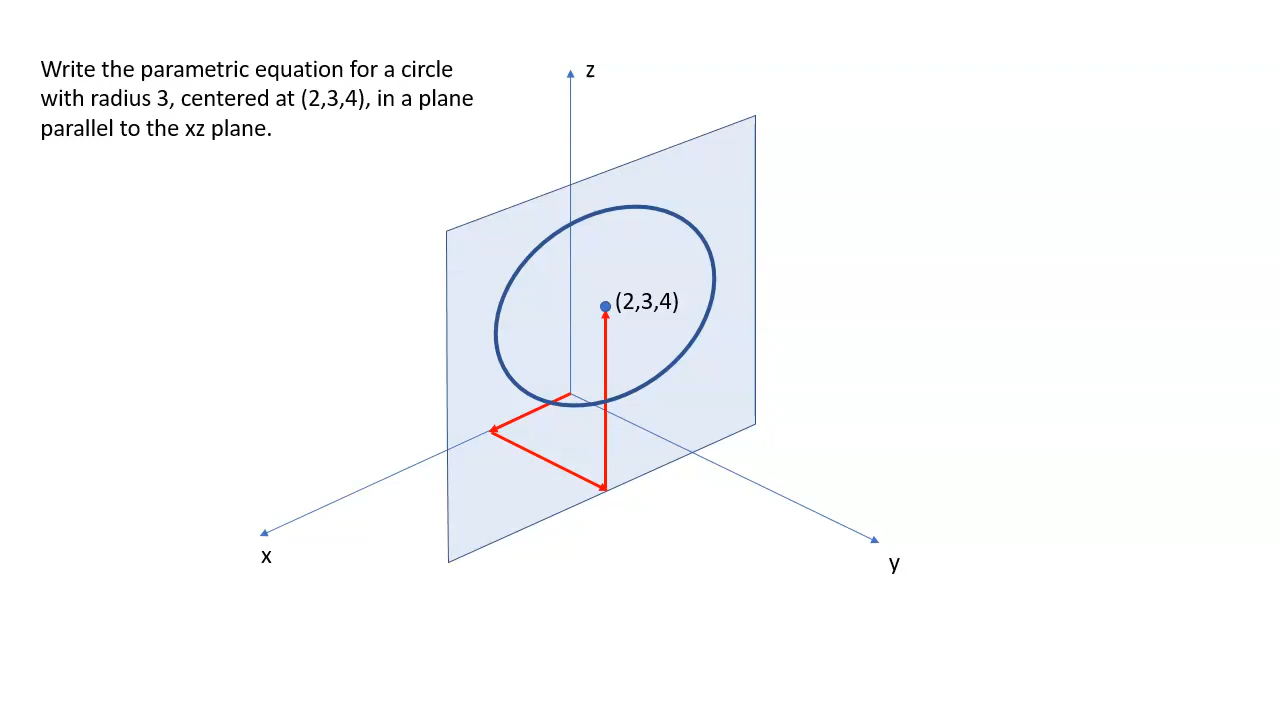 Write the parametric equation for a circle
with radius 3, centered at (2,3,4), in a plane
parallel to the xz plane.
z
(2,3,4)
x
y